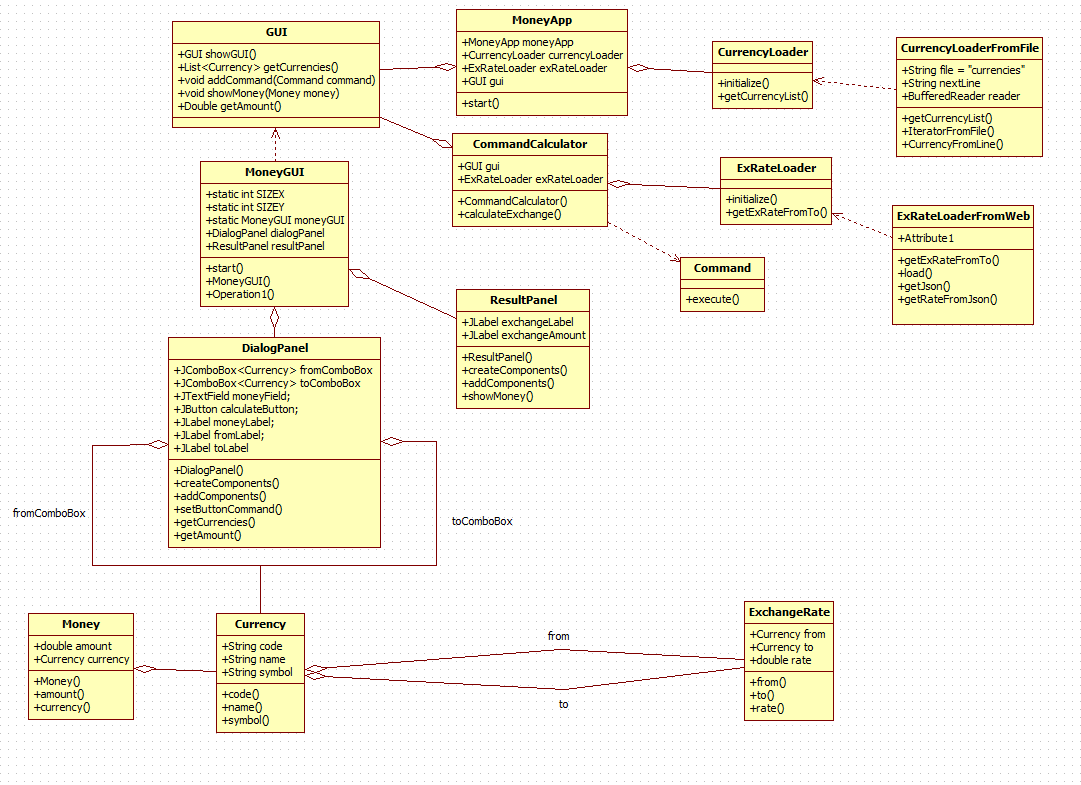 GUI
+GUI showGUI()
+List<Currency> getCurrencies()
+void addCommand(Command command)
+void showMoney(Money money)
+Double getAmount()
MoneyApp
+MoneyApp moneyApp
+CurrencyLoader currencyLoader
+ExRateLoader exRateLoader
+GUI gui
+start()
CurrencyLoader
+initialize()
+getCurrencyList()
CurrencyLoaderFromFile
+String file = "currencies"
+String nextLine
+BufferedReader reader
+getCurrencyList()
+IteratorFromFile()
+CurrencyFromLine()
CommandCalculator
+GUI gui
+ExRateLoader exRateLoader
+CommandCalculator()
+calculateExchange()
ExRateLoader
+initialize()
+getExRateFromTo()
ExRateLoaderFromWeb
+Attribute1
+getExRateFromTo()
+load()
+getJson()
+getRateFromJson()
MoneyGUI
+static int SIZEX
+static int SIZEY
+static MoneyGUI moneyGUI
+DialogPanel dialogPanel
+ResultPanel resultPanel
+start()
+MoneyGUI()
+Operation1()
Command
+execute()
ResultPanel
+JLabel exchangeLabel
+JLabel exchangeAmount
+ResultPanel()
+createComponents()
+addComponents()
+showMoney()
DialogPanel
+JComboBox<Currency> fromComboBox
+JComboBox<Currency> toComboBox
+JTextField moneyField;
+JButton calculateButton;
+JLabel moneyLabel;
+JLabel fromLabel;
+JLabel toLabel
+DialogPanel()
+createComponents()
+addComponents()
+setButtonCommand()
+getCurrencies()
+getAmount()
fromComboBox
toComboBox
Money
+double amount
+Currency currency
+Money()
+amount()
+currency()
Currency
+String code
+String name
+String symbol
+code()
+name()
+symbol()
from
to
ExchangeRate
+Currency from
+Currency to
+double rate
+from()
+to()
+rate()